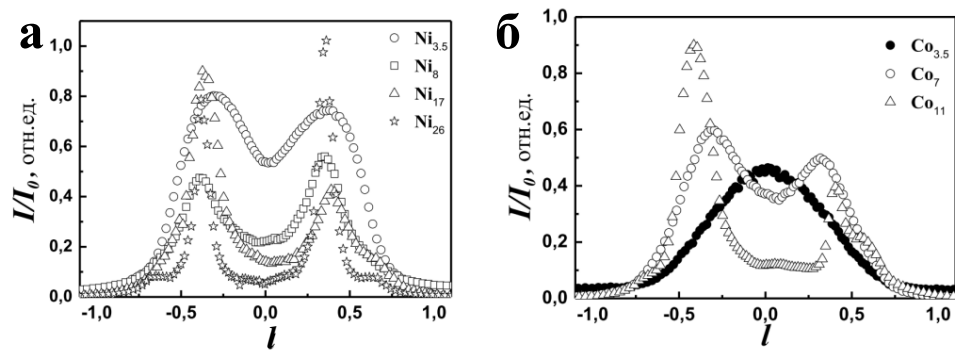 а
I/I₀, отн.ед.
1,0
0,8
0,6
0,4
0,2
0,0
-1,0 -0,5 0,0 0,5 1,0
l
Ni₃.₅
Ni₈
Ni₁₇
Ni₂₆
б
I/I₀, отн.ед.
1,0
0,8
0,6
0,4
0,2
0,0
-1,0 -0,5 0,0 0,5 1,0
l
Co₃.₅
Co₇
Co₁₁